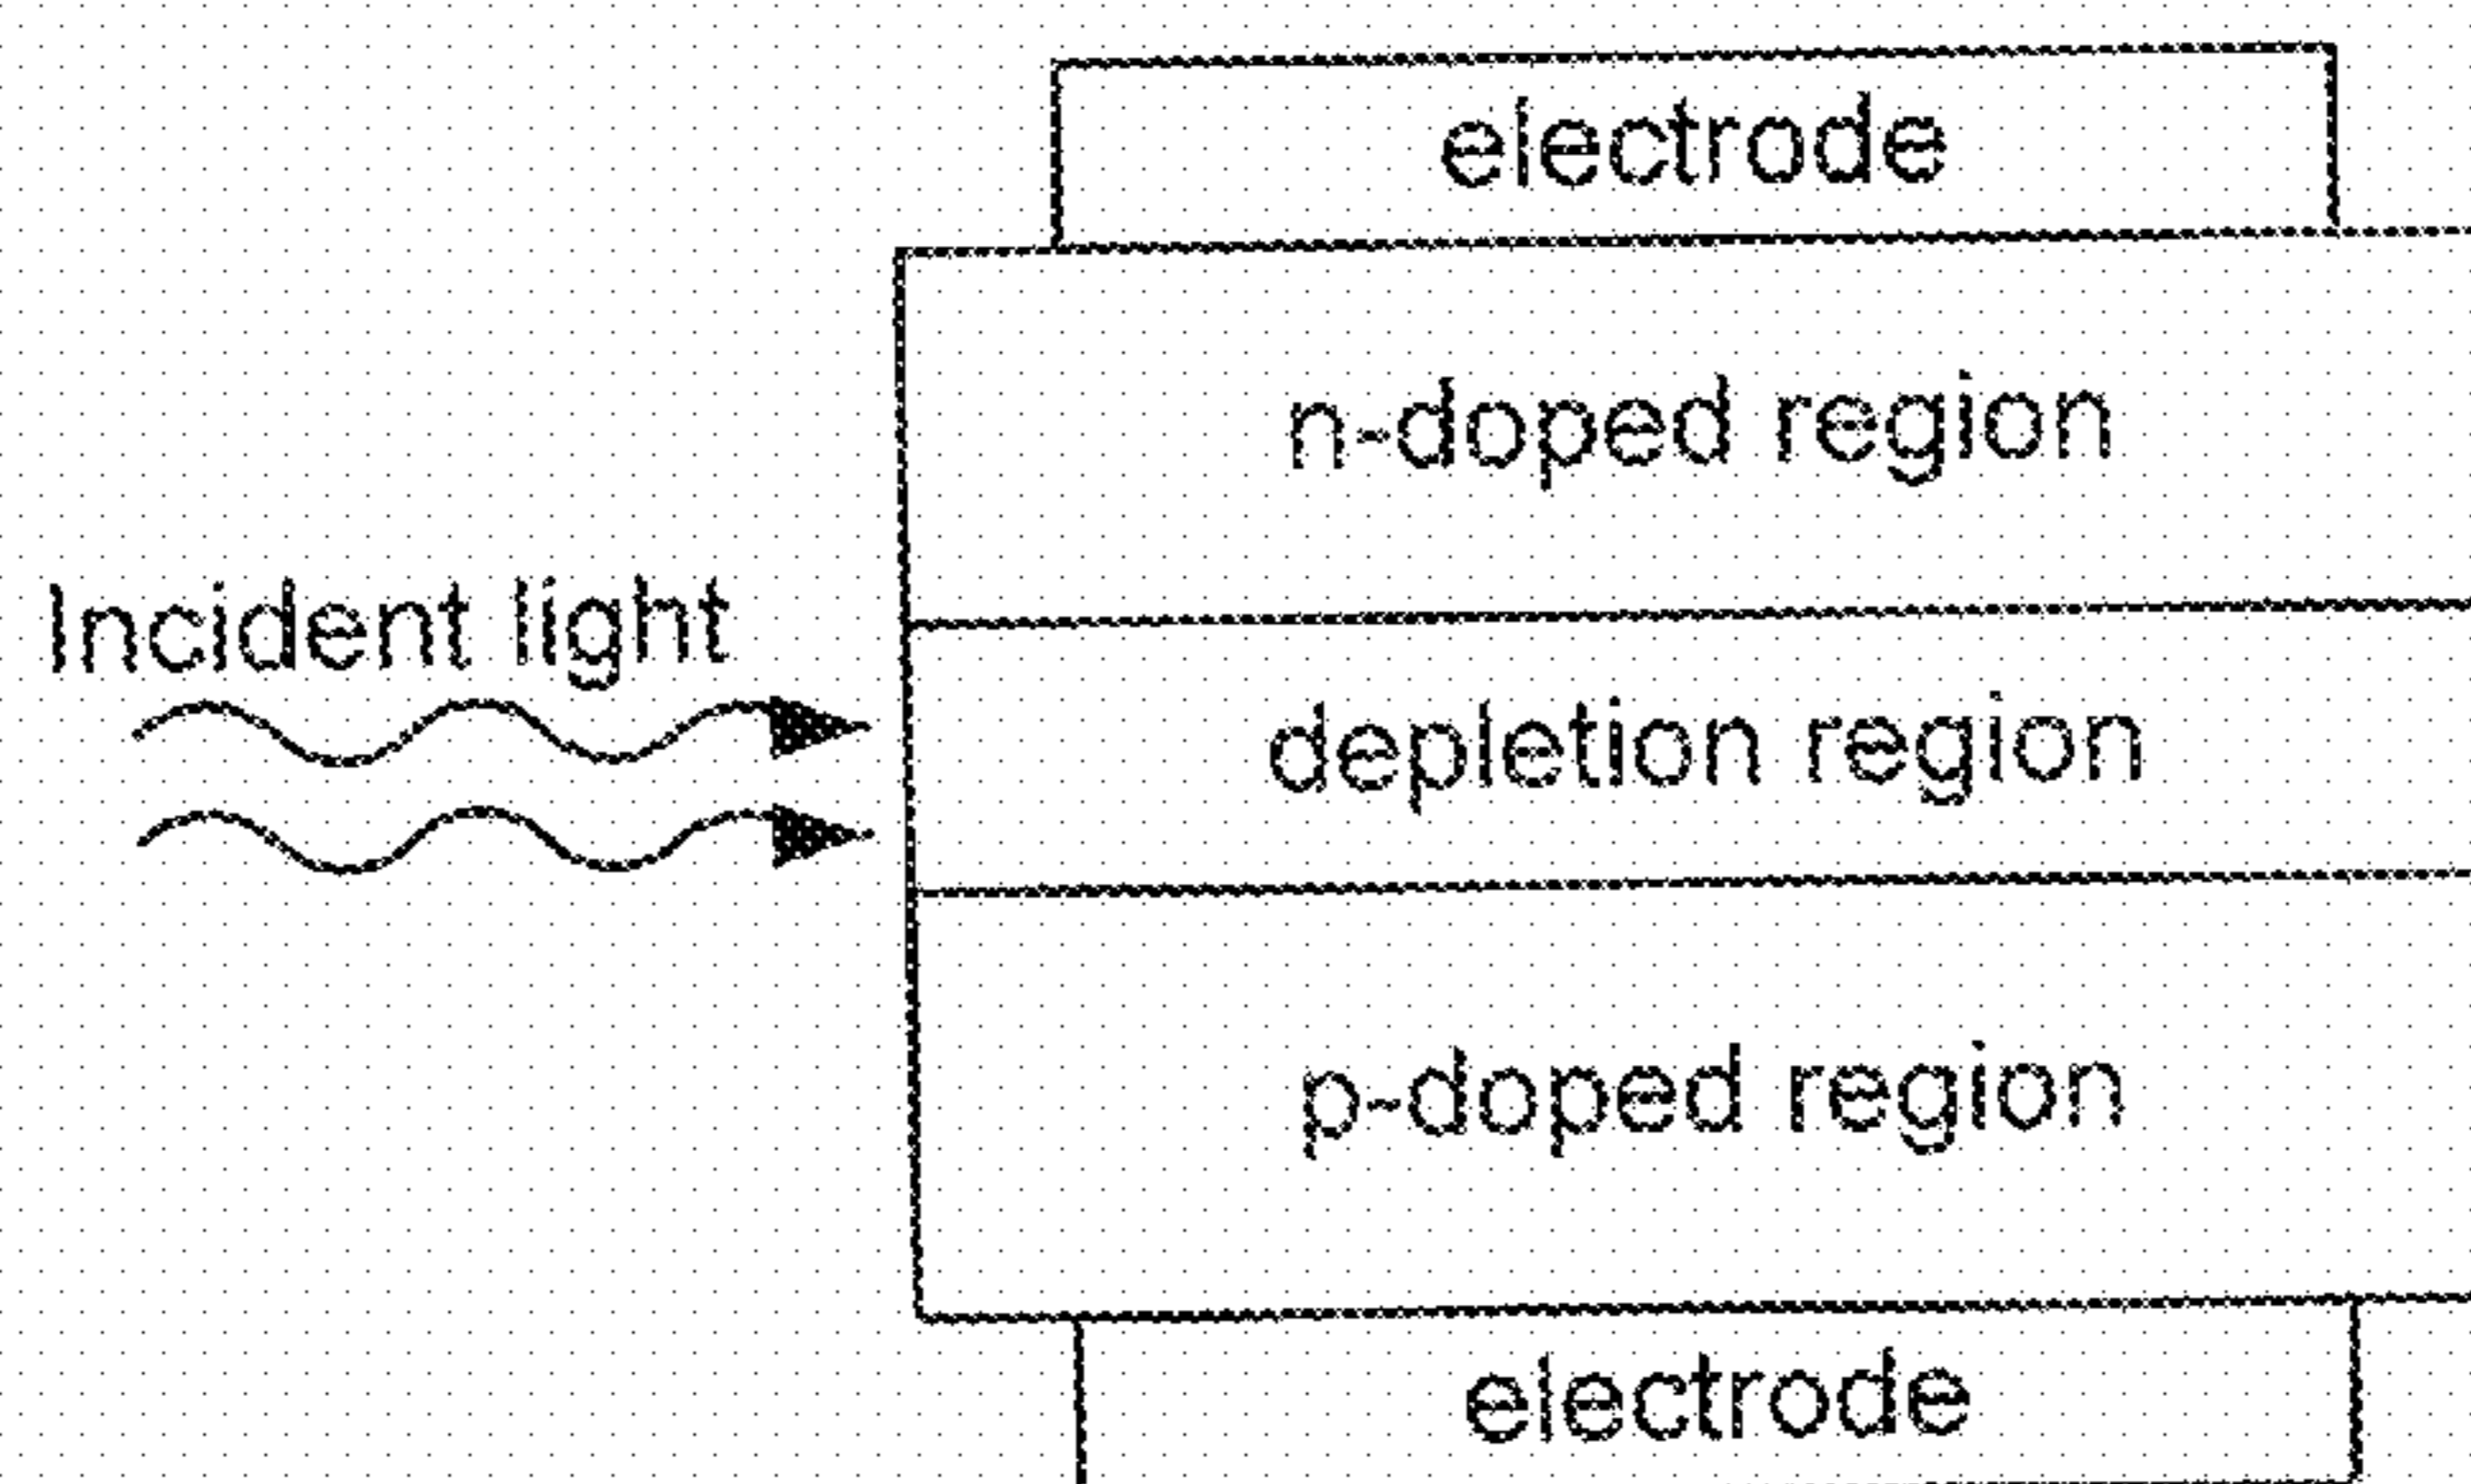 electrode
n-doped region
Incident light
depletion region
p-doped region
electrode